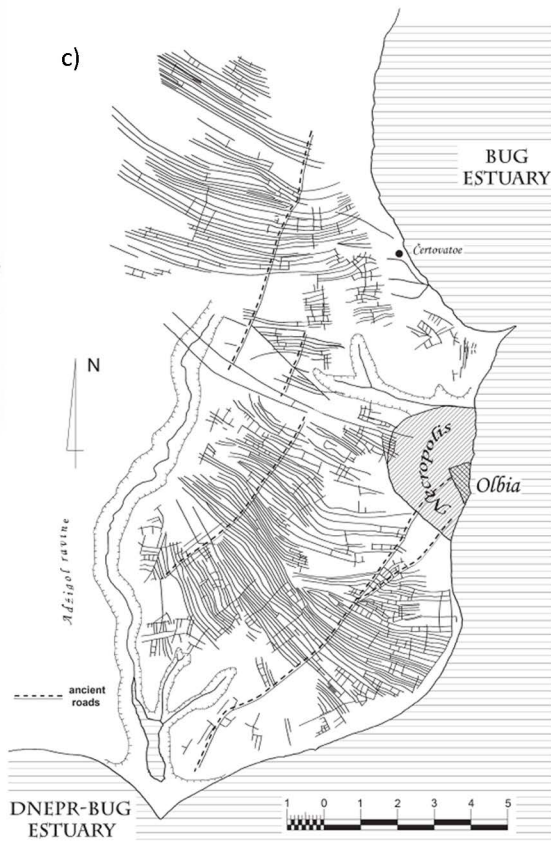 c)
BUG
ESTUARY
Čertovatoe
N
Necropolis
Olbia
Adžigol ravine
ancient
roads
DNEPR-BUG
ESTUARY
1 0 1 2 3 4 5